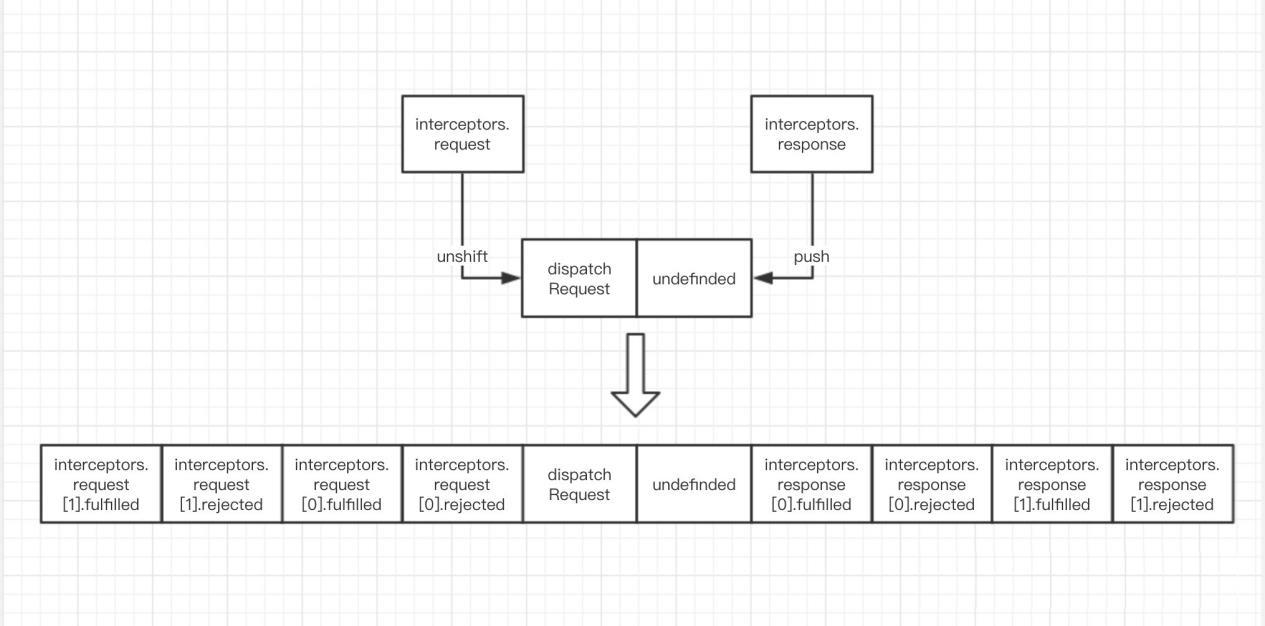 interceptors.
request
interceptors.
response
unshift
push
dispatch
Request
undefinded
interceptors.
request
[1].fulfilled
interceptors.
request
[1].rejected
interceptors.
request
[0].fulfilled
interceptors.
request
[0].rejected
dispatch
Request
undefinded
interceptors.
response
[0].fulfilled
interceptors.
response
[0].rejected
interceptors.
response
[1].fulfilled
interceptors.
response
[1].rejected